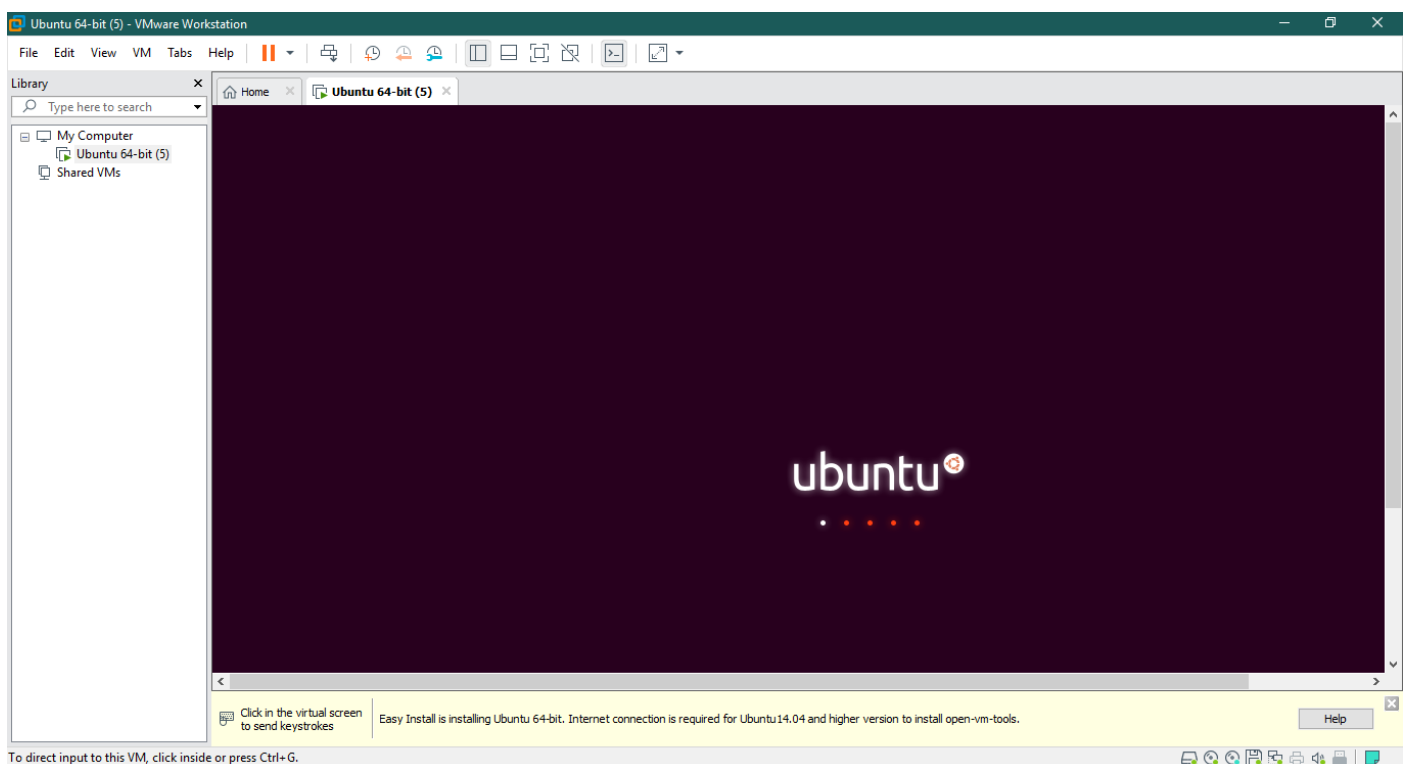 Ubuntu 64-bit (5) - VMware Workstation
File Edit View VM Tabs Help
Library
Type here to search
My Computer
Ubuntu 64-bit (5)
Shared VMs
Home
Ubuntu 64-bit (5)
ubuntu
Click in the virtual screen
to send keystrokes
Easy Install is installing Ubuntu 64-bit. Internet connection is required for Ubuntu14.04 and higher version to install open-vm-tools.
Help
To direct input to this VM, click inside or press Ctrl+G.